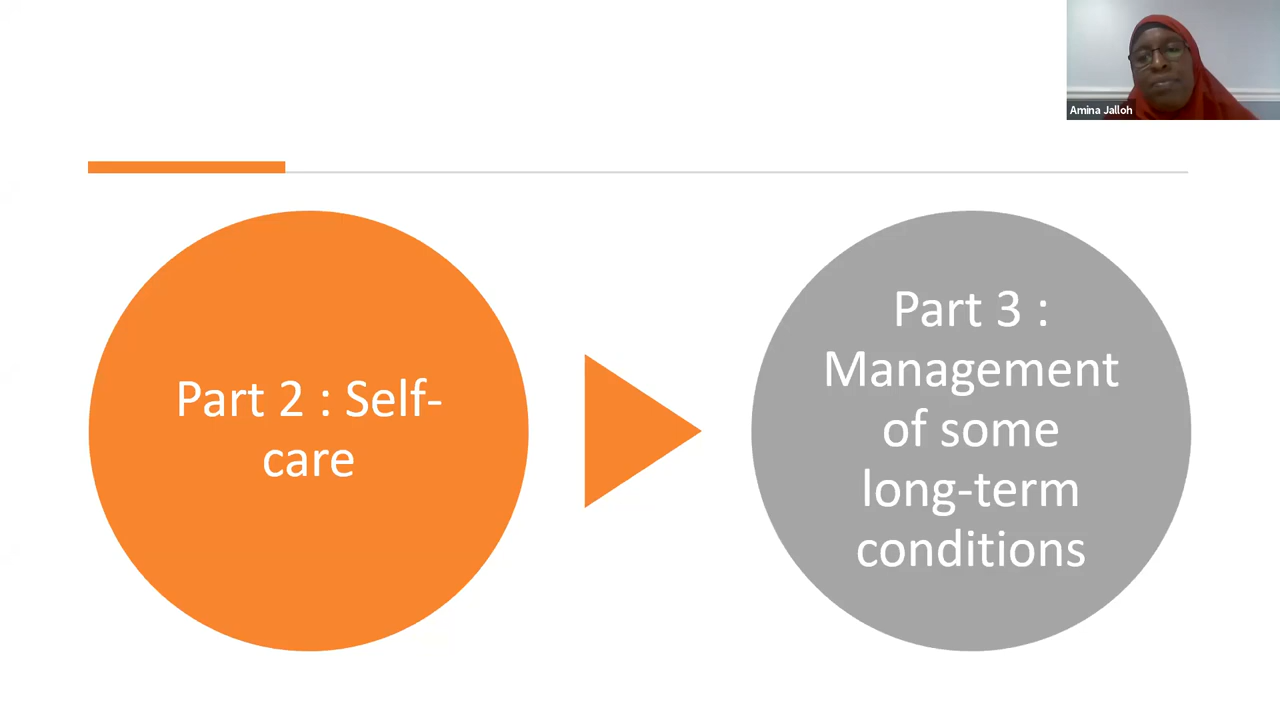 Amina Jalloh
Part 2 : Self-
care
Part 3 :
Management
of some
long-term
conditions